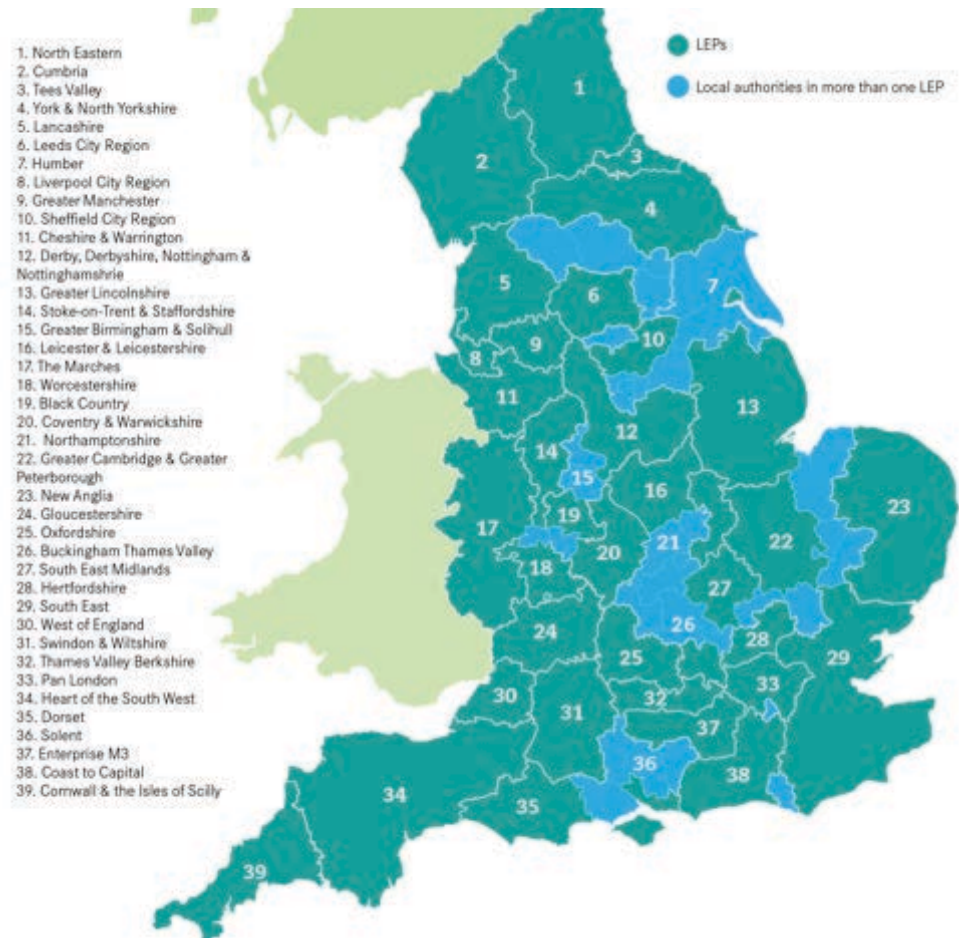 1. North Eastern
2. Cumbria
3. Tees Valley
4. York & North Yorkshire
5. Lancashire
6. Leeds City Region
7. Humber
8. Liverpool City Region
9. Greater Manchester
10. Sheffield City Region
11. Cheshire & Warrington
12. Derby, Derbyshire, Nottingham &
Nottinghamshrie
13. Greater Lincolnshire
14. Stoke-on-Trent & Staffordshire
15. Greater Birmingham & Solihull
16. Leicester & Leicestershire
17. The Marches
18. Worcestershire
19. Black Country
20. Coventry & Warwickshire
21. Northamptonshire
22. Greater Cambridge & Greater
Peterborough
23. New Anglia
24. Gloucestershire
25. Oxfordshire
26. Buckingham Thames Valley
27. South East Midlands
28. Hertfordshire
29. South East
30. West of England
31. Swindon & Wiltshire
32. Thames Valley Berkshire
33. Pan London
34. Heart of the South West
35. Dorset
36. Solent
37. Enterprise M3
38. Coast to Capital
39. Cornwall & the Isles of Scilly
LEPs
Local authorities in more than one LEP
1
2
3
4
5
6
7
8
9
10
11
12
13
14
15
16
17
18
19
20
21
22
23
24
25
26
27
28
29
30
31
32
33
34
35
36
37
38
39